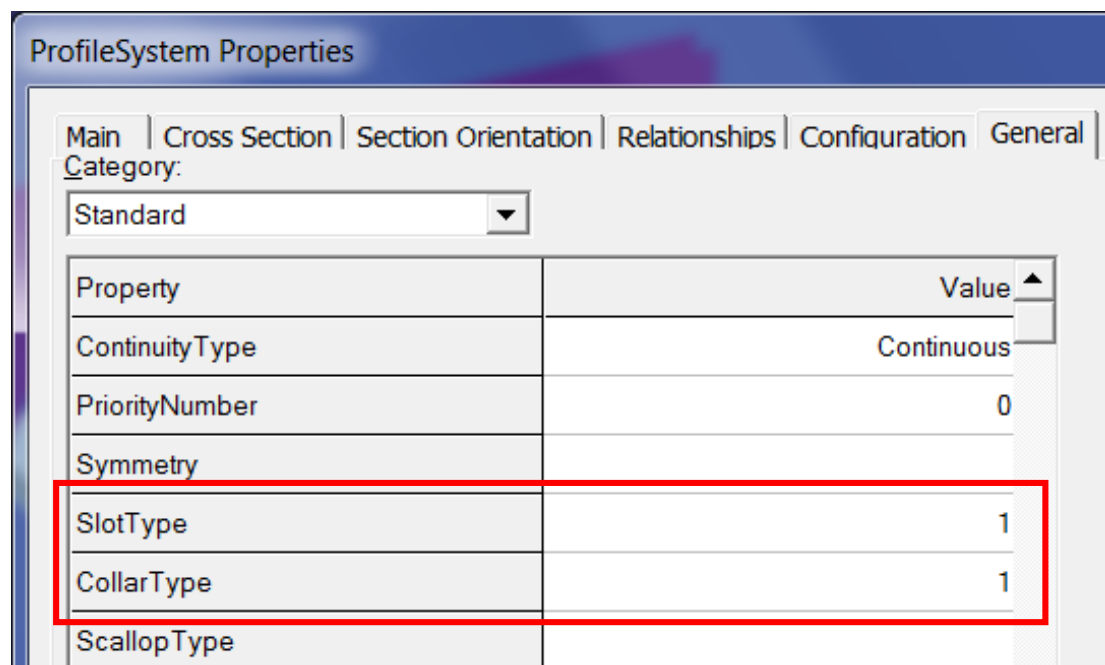 ProfileSystem Properties
Main Cross Section Section Orientation Relationships Configuration General
Category:
Standard
Property Value
ContinuityType Continuous
PriorityNumber 0
Symmetry
SlotType 1
CollarType 1
ScallopType